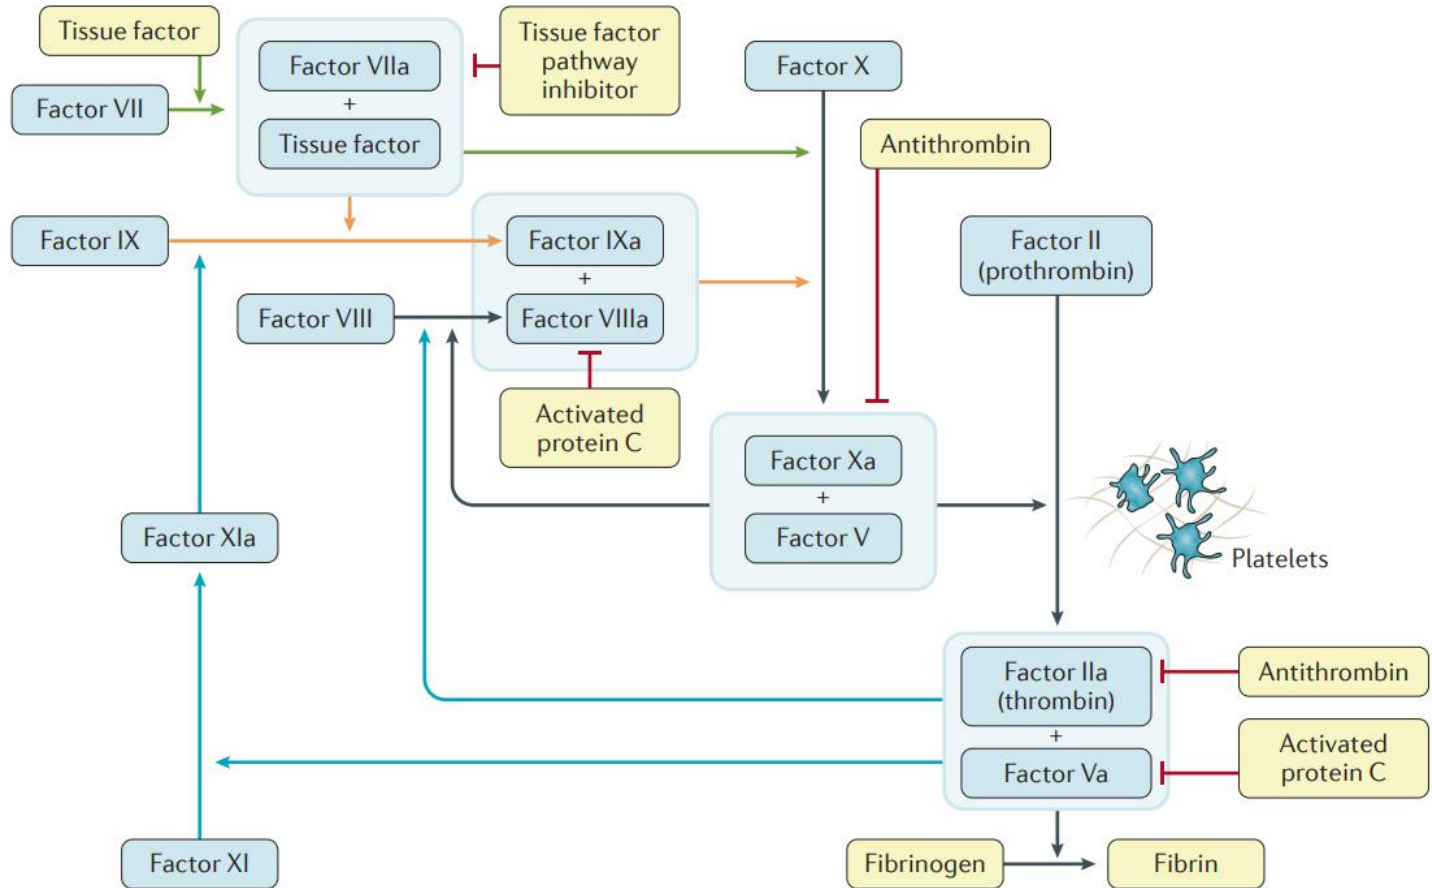 Tissue factor
Factor VII
Factor VIIa
+
Tissue factor
Tissue factor
pathway
inhibitor
Factor X
Antithrombin
Factor IX
Factor IXa
+
Factor VIIIa
Factor VIII
Activated
protein C
Factor II
(prothrombin)
Factor Xa
+
Factor V
Platelets
Factor XIa
Factor IIa
(thrombin)
+
Factor Va
Antithrombin
Activated
protein C
Factor XI
Fibrinogen
Fibrin